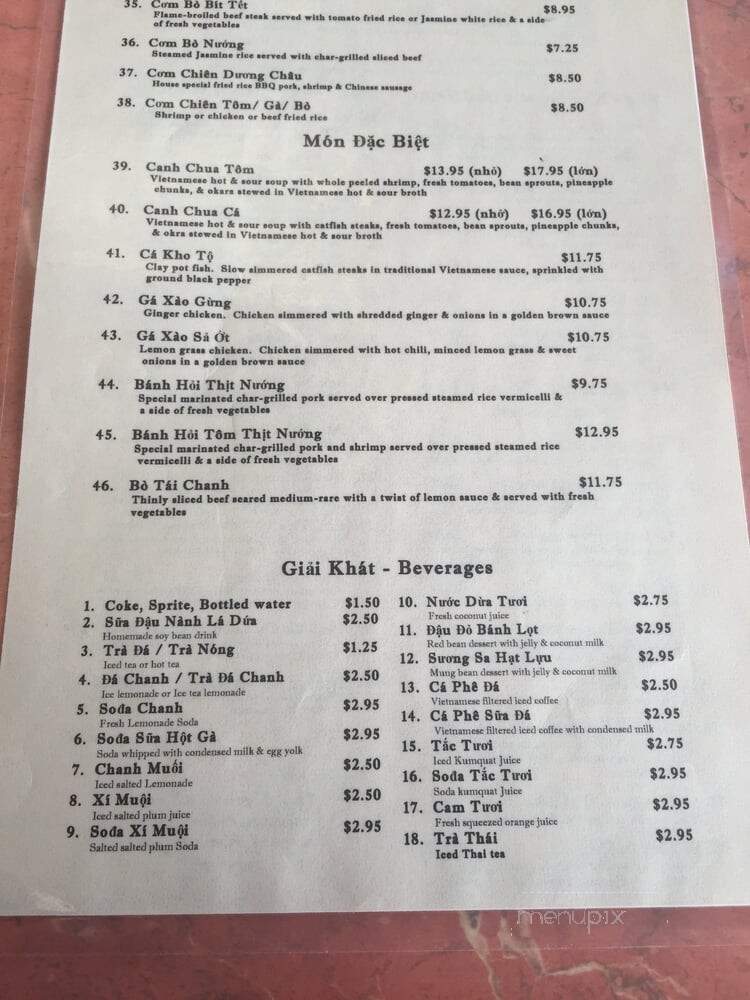 35. Cơm Bò Bít Tết $8.95
Flame-broiled beef steak served with tomato fried rice or Jasmine white rice & a side
of fresh vegetables
36. Cơm Bò Nướng $7.25
Steamed Jasmine rice served with char-grilled sliced beef
37. Cơm Chiên Dương Châu $8.50
House special fried rice BBQ pork, shrimp & Chinese sausage
38. Cơm Chiên Tôm/ Gà/ Bò $8.50
Shrimp or chicken or beef fried rice
Món Đặc Biệt
39. Canh Chua Tôm $13.95 (nhỏ) $17.95 (lớn)
Vietnamese hot & sour soup with whole peeled shrimp, fresh tomatoes, bean sprouts, pineapple
chunks, & okara stewed in Vietnamese hot & sour broth
40. Canh Chua Cá $12.95 (nhở) $16.95 (lớn)
Vietnamese hot & sour soup with catfish steaks, fresh tomatoes, bean sprouts, pineapple chunks,
& okra stewed in Vietnamese hot & sour broth
41. Cá Kho Tộ $11.75
Clay pot fish. Slow simmered catfish steaks in traditional Vietnamese sauce, sprinkled with
ground black pepper
42. Gá Xào Gừng $10.75
Ginger chicken. Chicken simmered with shredded ginger & onions in a golden brown sauce
43. Gá Xào Sả Ớt $10.75
Lemon grass chicken. Chicken simmered with hot chili, minced lemon grass & sweet
onions in a golden brown sauce
44. Bánh Hỏi Thịt Nướng $9.75
Special marinated char-grilled pork served over pressed steamed rice vermicelli &
a side of fresh vegetables
45. Bánh Hỏi Tôm Thịt Nướng $12.95
Special marinated char-grilled pork and shrimp served over pressed steamed rice
vermicelli & a side of fresh vegetables
46. Bò Tái Chanh $11.75
Thinly sliced beef seared medium-rare with a twist of lemon sauce & served with fresh
vegetables
Giải Khát - Beverages
1. Coke, Sprite, Bottled water $1.50
2. Sữa Đậu Nành Lá Dứa $2.50
Homemade soy bean drink
3. Trà Đá / Trà Nóng $1.25
Iced tea or hot tea
4. Đá Chanh / Trà Đá Chanh $2.50
Ice lemonade or Ice tea lemonade
5. Soda Chanh $2.95
Fresh Lemonade Soda
6. Soda Sữa Hột Gà $2.95
Soda whipped with condensed milk & egg yolk
7. Chanh Muối $2.50
Iced salted Lemonade
8. Xí Muội $2.50
Iced salted plum juice
9. Soda Xí Muội $2.95
Salted salted plum Soda
10. Nước Dừa Tươi $2.75
Fresh coconut juice
11. Đậu Đỏ Bánh Lọt $2.95
Red bean dessert with jelly & coconut milk
12. Sương Sa Hạt Lựu $2.95
Mung bean dessert with jelly & coconut milk
13. Cá Phê Đá $2.50
Vietnamese filtered iced coffee
14. Cá Phê Sữa Đá $2.95
Vietnamese filtered iced coffee with condensed milk
15. Tắc Tươi $2.75
Iced Kumquat Juice
16. Soda Tắc Tươi $2.95
Soda kumquat Juice
17. Cam Tươi $2.95
Fresh squeezed orange juice
18. Trà Thái $2.95
Iced Thai tea
menupix